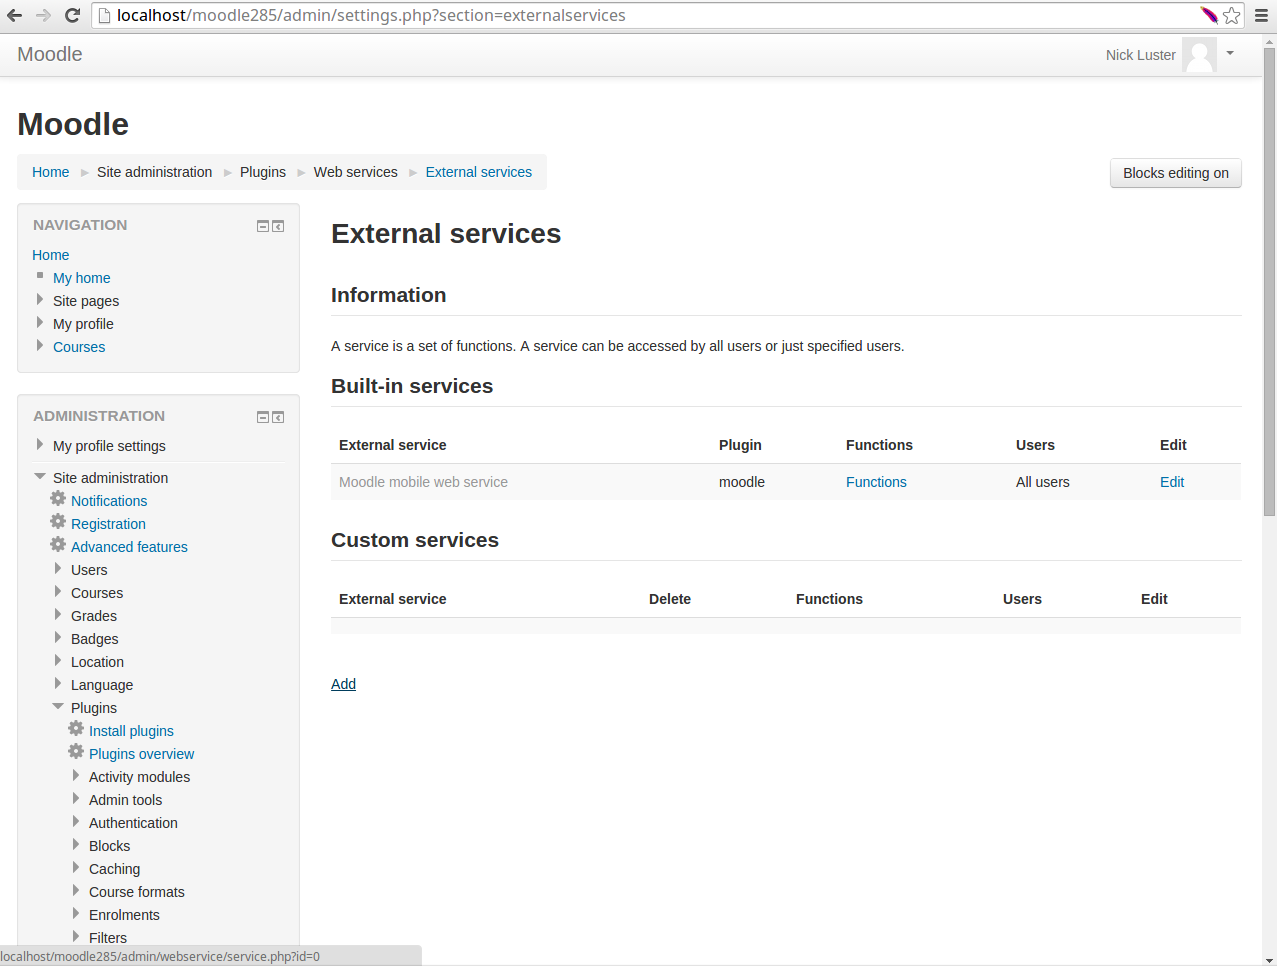 localhost/moodle285/admin/settings.php?section=externalservices
Moodle
Nick Luster
Moodle
Home Site administration Plugins Web services External services
Blocks editing on
NAVIGATION
Home
My home
Site pages
My profile
Courses
ADMINISTRATION
My profile settings
Site administration
Notifications
Registration
Advanced features
Users
Courses
Grades
Badges
Location
Language
Plugins
Install plugins
Plugins overview
Activity modules
Admin tools
Authentication
Blocks
Caching
Course formats
Enrolments
Filters
External services
Information
A service is a set of functions. A service can be accessed by all users or just specified users.
Built-in services
External service Plugin Functions Users Edit
Moodle mobile web service moodle Functions All users Edit
Custom services
External service Delete Functions Users Edit
Add
localhost/moodle285/admin/webservice/service.php?id=0